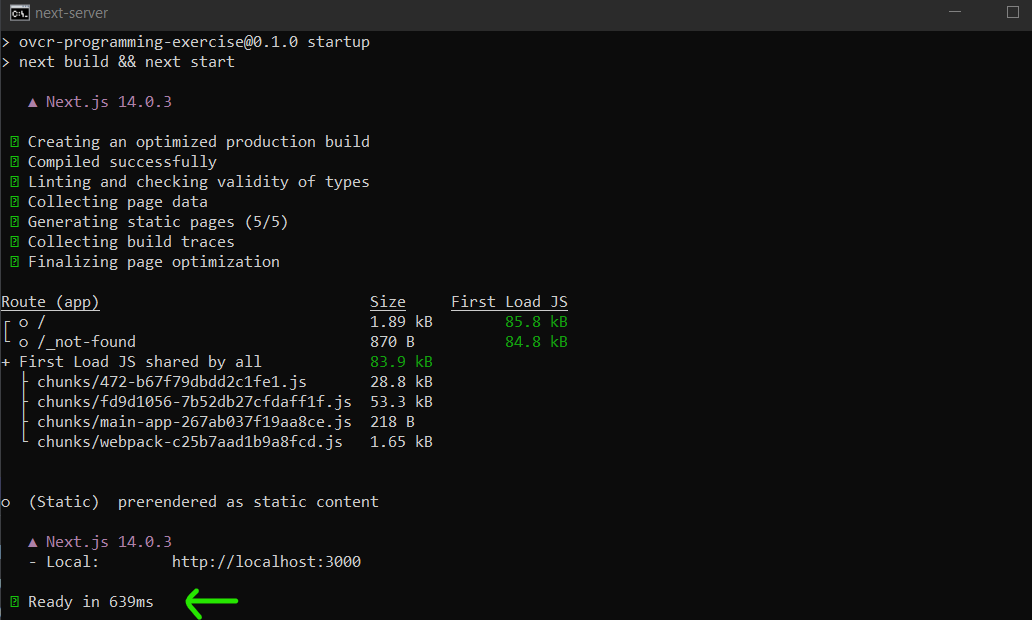 next-server
> ovcr-programming-exercise@0.1.0 startup
> next build && next start
▲ Next.js 14.0.3
Creating an optimized production build
Compiled successfully
Linting and checking validity of types
Collecting page data
Generating static pages (5/5)
Collecting build traces
Finalizing page optimization
Route (app) Size First Load JS
┌ ○ / 1.89 kB 85.8 kB
└ ○ /_not-found 870 B 84.8 kB
+ First Load JS shared by all 83.9 kB
├ chunks/472-b67f79dbdd2c1fe1.js 28.8 kB
├ chunks/fd9d1056-7b52db27cfdaff1f.js 53.3 kB
├ chunks/main-app-267ab037f19aa8ce.js 218 B
└ chunks/webpack-c25b7aad1b9a8fcd.js 1.65 kB
○ (Static) prerendered as static content
▲ Next.js 14.0.3
- Local: http://localhost:3000
Ready in 639ms